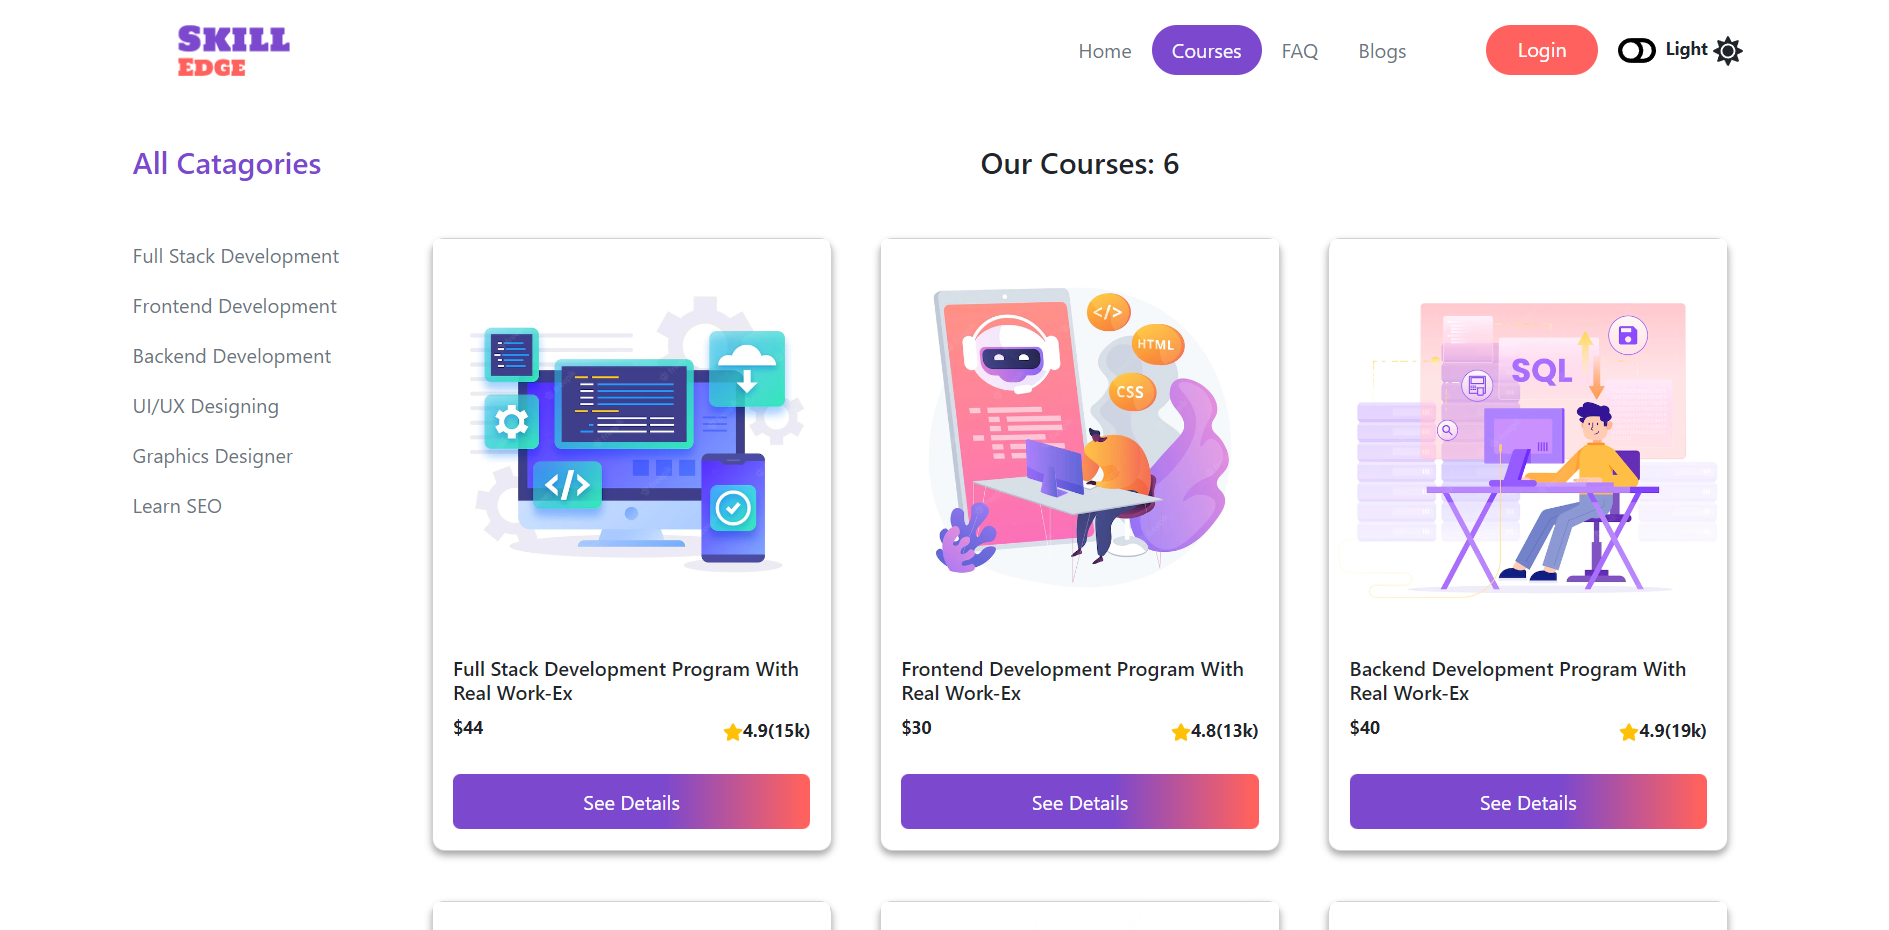 SKILL
EDGE
Home
Courses
FAQ
Blogs
Login
Light
All Catagories
Our Courses: 6
Full Stack Development
Frontend Development
Backend Development
UI/UX Designing
Graphics Designer
Learn SEO
</>
</>
HTML
CSS
SQL
Full Stack Development Program With
Real Work-Ex
$44
4.9(15k)
See Details
Frontend Development Program With
Real Work-Ex
$30
4.8(13k)
See Details
Backend Development Program With
Real Work-Ex
$40
4.9(19k)
See Details